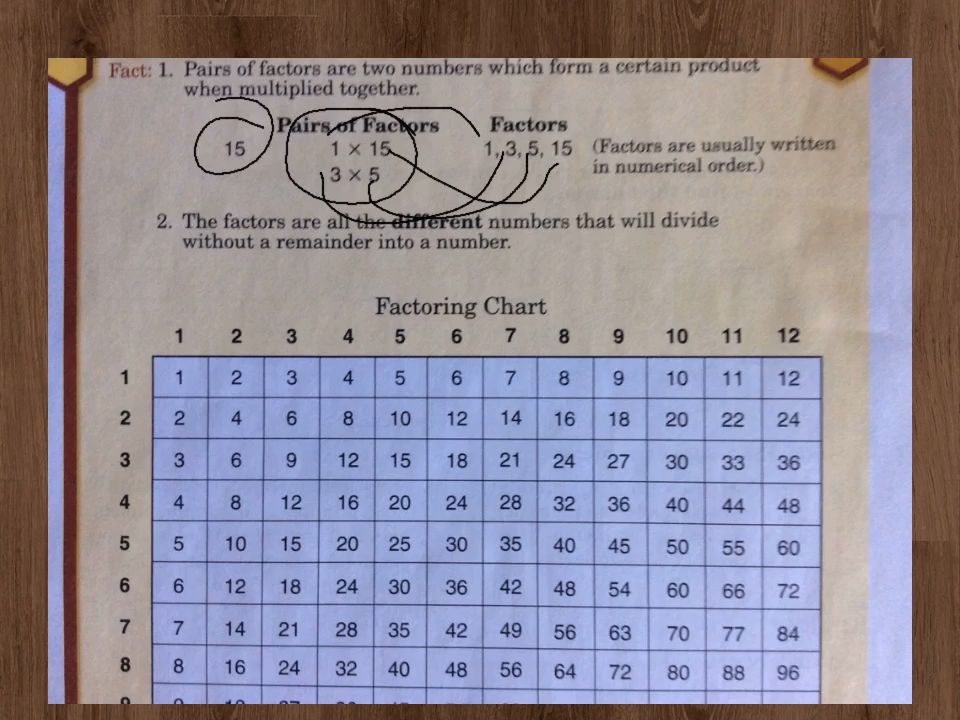 Fact: 1. Pairs of factors are two numbers which form a certain product
when multiplied together.
Pairs of Factors Factors
15 1 × 15 1, 3, 5, 15 (Factors are usually written
3 × 5 in numerical order.)
2. The factors are all the different numbers that will divide
without a remainder into a number.
Factoring Chart
1 2 3 4 5 6 7 8 9 10 11 12
1 1 2 3 4 5 6 7 8 9 10 11 12
2 2 4 6 8 10 12 14 16 18 20 22 24
3 3 6 9 12 15 18 21 24 27 30 33 36
4 4 8 12 16 20 24 28 32 36 40 44 48
5 5 10 15 20 25 30 35 40 45 50 55 60
6 6 12 18 24 30 36 42 48 54 60 66 72
7 7 14 21 28 35 42 49 56 63 70 77 84
8 8 16 24 32 40 48 56 64 72 80 88 96